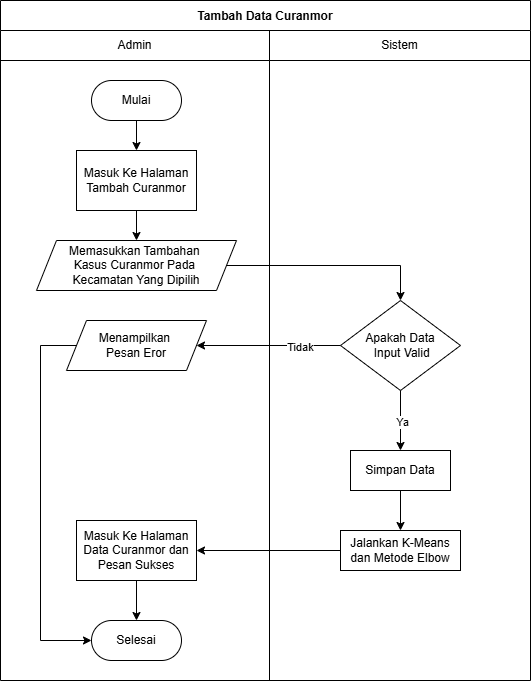 Tambah Data Curanmor
Admin
Sistem
Mulai
Masuk Ke Halaman
Tambah Curanmor
Memasukkan Tambahan
Kasus Curanmor Pada
Kecamatan Yang Dipilih
Apakah Data
Input Valid
Tidak
Menampilkan
Pesan Eror
Ya
Simpan Data
Jalankan K-Means
dan Metode Elbow
Masuk Ke Halaman
Data Curanmor dan
Pesan Sukses
Selesai